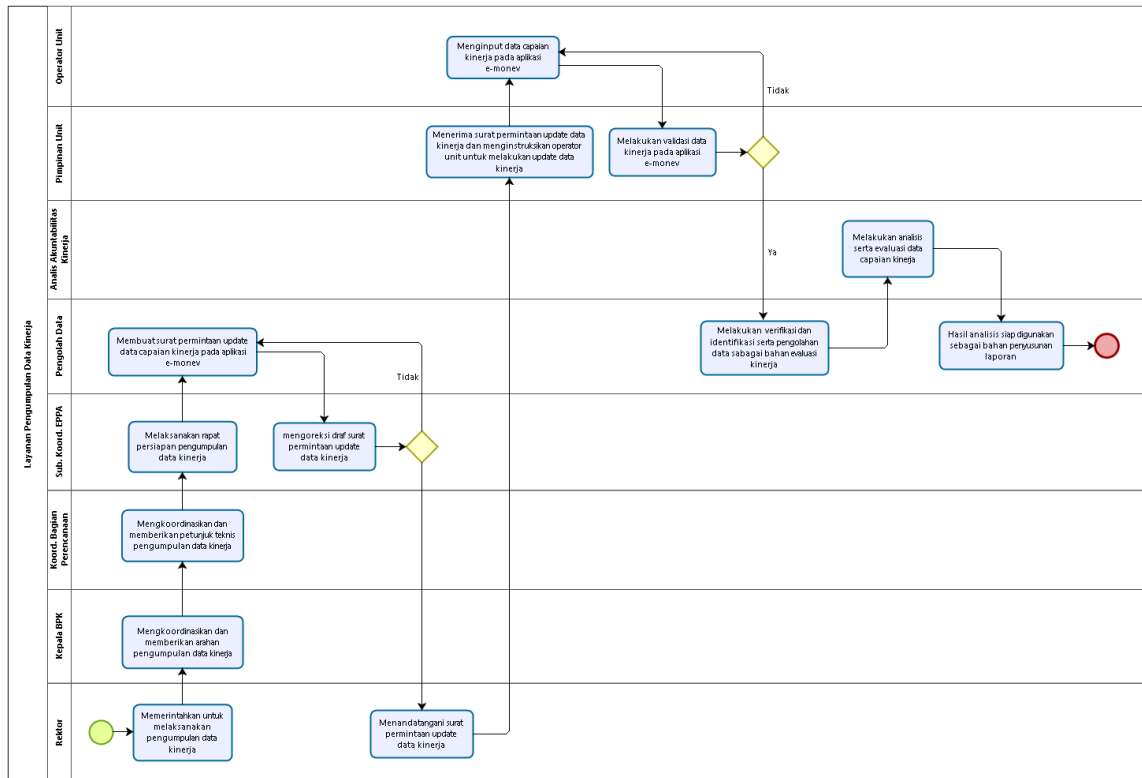 Layanan Pengumpulan Data Kinerja
Operator Unit
Menginput data capaian
kinerja pada aplikasi
e-monev
Tidak
Pimpinan Unit
Menerima surat permintaan update data
kinerja dan menginstruksikan operator
unit untuk melakukan update data
kinerja
Melakukan validasi data
kinerja pada aplikasi
e-monev
Analis Akuntabilitas
Kinerja
Ya
Melakukan analisis
serta evaluasi data
capaian kinerja
Pengolah Data
Membuat surat permintaan update
data capaian kinerja pada aplikasi
e-monev
Tidak
Melakukan verifikasi dan
identifikasi serta pengolahan
data sabagai bahan evaluasi
kinerja
Hasil analisis siap digunakan
sebagai bahan penyusunan
laporan
Sub. Koord. EPPA
Melaksanakan rapat
persiapan pengumpulan
data kinerja
mengoreksi draf surat
permintaan update
data kinerja
Koord. Bagian
Perencanaan
Mengkoordinasikan dan
memberikan petunjuk teknis
pengumpulan data kinerja
Kepala BPK
Mengkoordinasikan dan
memberikan arahan
pengumpulan data kinerja
Rektor
Memerintahkan untuk
melaksanakan
pengumpulan data
kinerja
Menandatangani surat
permintaan update
data kinerja